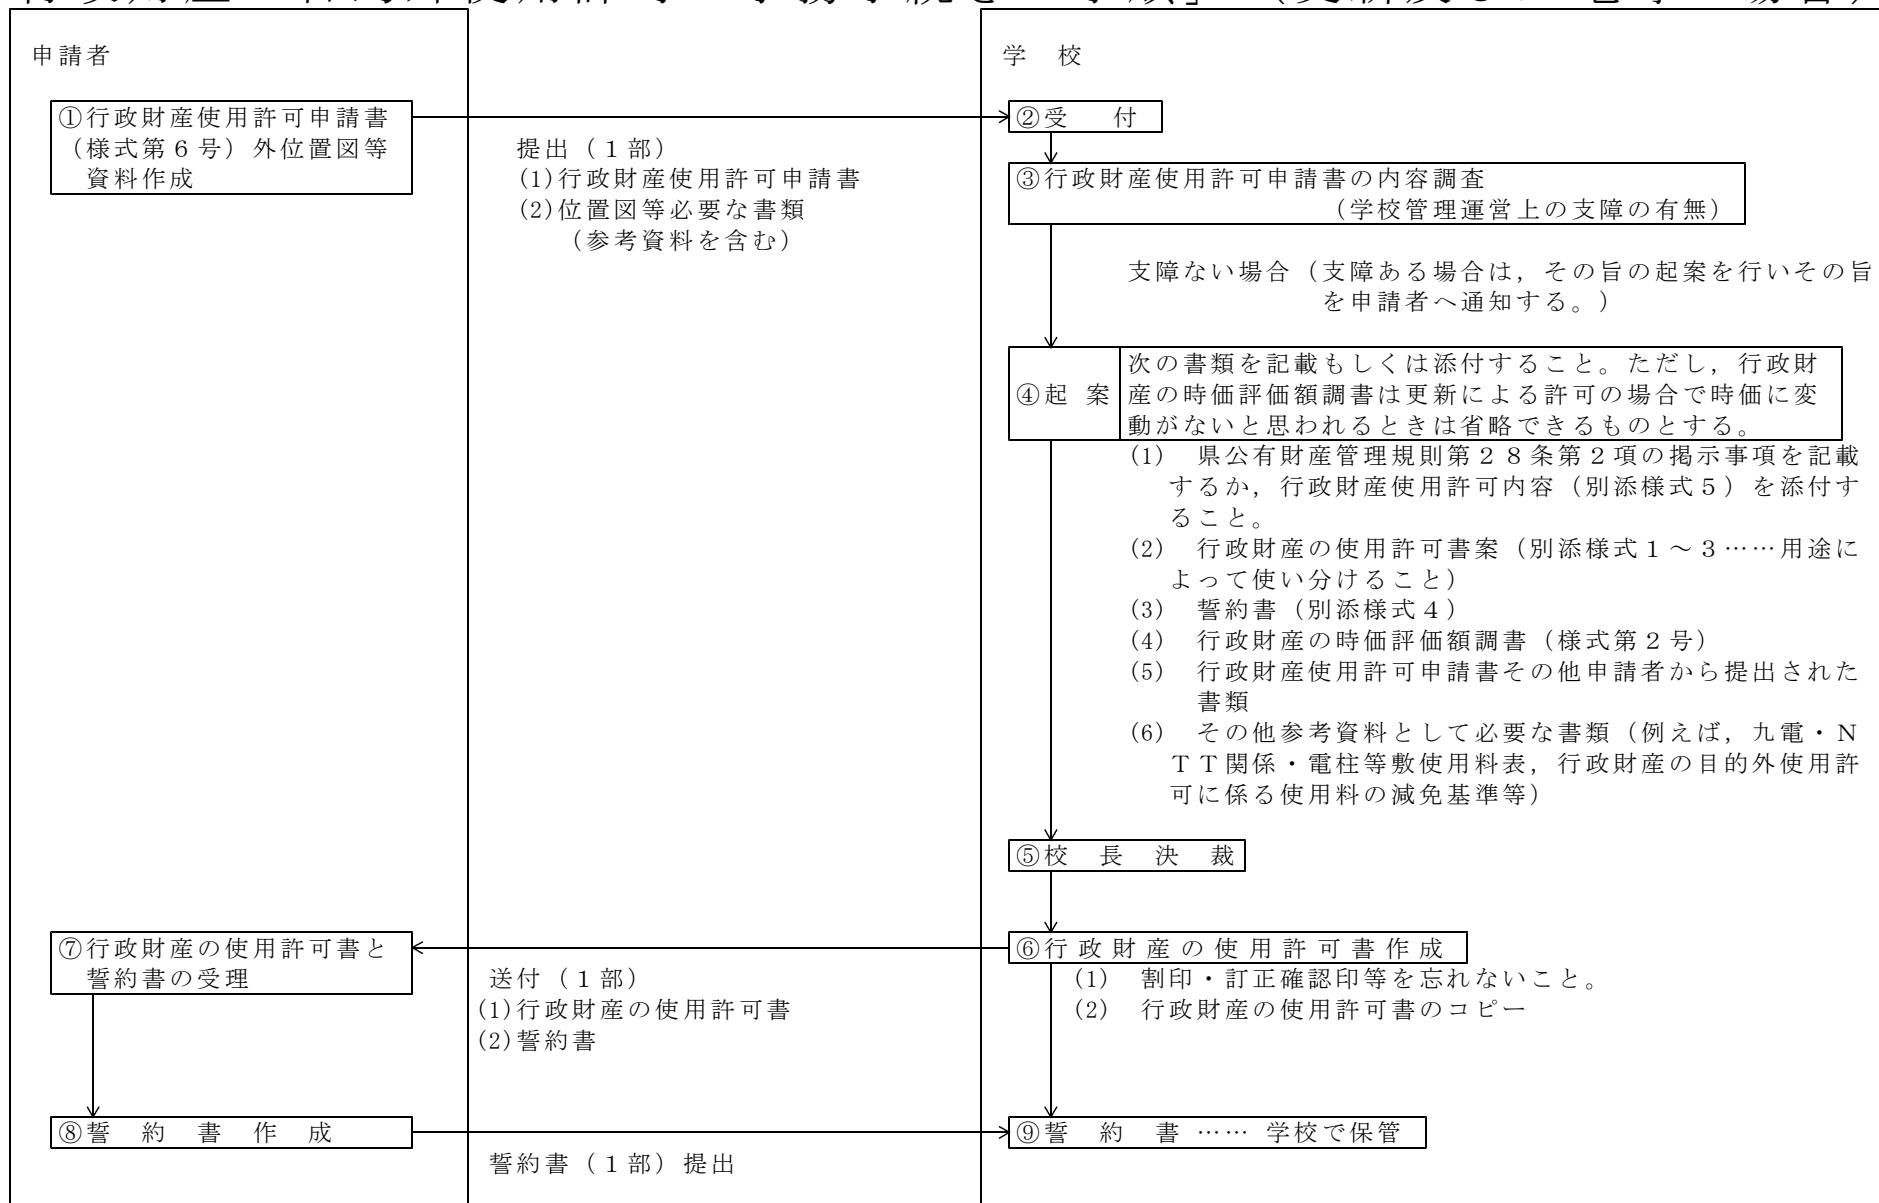 申請者
①行政財産使用許可申請書
（様式第６号）外位置図等
資料作成
提出（１部）
(1)行政財産使用許可申請書
(2)位置図等必要な書類
（参考資料を含む）
学　校
②受　　付
③行政財産使用許可申請書の内容調査
（学校管理運営上の支障の有無）
支障ない場合（支障ある場合は，その旨の起案を行いその旨
を申請者へ通知する。）
④起　案
次の書類を記載もしくは添付すること。ただし，行政財
産の時価評価額調書は更新による許可の場合で時価に変
動がないと思われるときは省略できるものとする。
(1)　県公有財産管理規則第２８条第２項の掲示事項を記載
するか，行政財産使用許可内容（別添様式５）を添付す
ること。
(2)　行政財産の使用許可書案（別添様式１～３……用途に
よって使い分けること）
(3)　誓約書（別添様式４）
(4)　行政財産の時価評価額調書（様式第２号）
(5)　行政財産使用許可申請書その他申請者から提出された
書類
(6)　その他参考資料として必要な書類（例えば，九電・Ｎ
ＴＴ関係・電柱等敷使用料表，行政財産の目的外使用許
可に係る使用料の減免基準等）
⑤校　長　決　裁
⑥行政財産の使用許可書作成
(1)　割印・訂正確認印等を忘れないこと。
(2)　行政財産の使用許可書のコピー
送付（１部）
(1)行政財産の使用許可書
(2)誓約書
⑦行政財産の使用許可書と
誓約書の受理
⑧誓　約　書　作　成
誓約書（１部）提出
⑨誓　約　書 …… 学校で保管